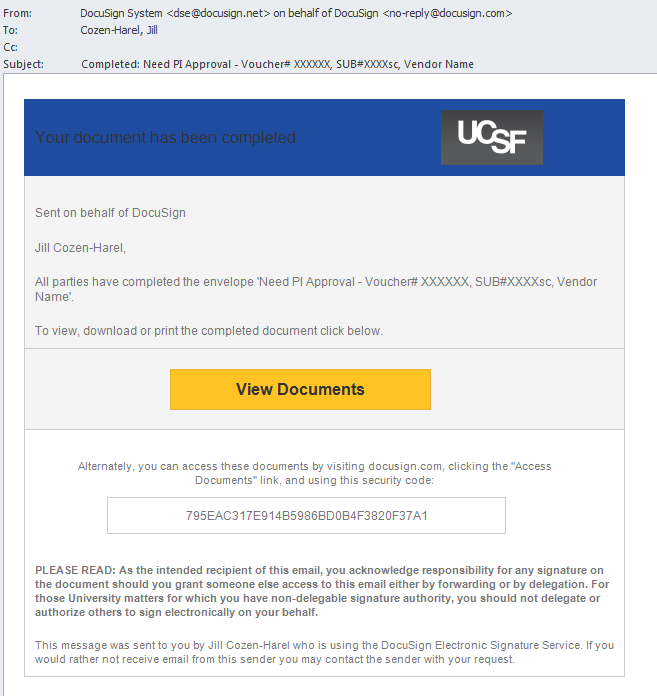 From: DocuSign System <dse@docusign.net> on behalf of DocuSign <no-reply@docusign.com>
To: Cozen-Harel, Jill
Cc:
Subject: Completed: Need PI Approval - Voucher# XXXXXX, SUB#XXXXsc, Vendor Name
Your document has been completed
UCSF
Sent on behalf of DocuSign
Jill Cozen-Harel,
All parties have completed the envelope 'Need PI Approval - Voucher# XXXXXX, SUB#XXXXsc, Vendor
Name'.
To view, download or print the completed document click below.
View Documents
Alternately, you can access these documents by visiting docusign.com, clicking the "Access
Documents" link, and using this security code:
795EAC317E914B5986BD0B4F3820F37A1
PLEASE READ: As the intended recipient of this email, you acknowledge responsibility for any signature on
the document should you grant someone else access to this email either by forwarding or by delegation. For
those University matters for which you have non-delegable signature authority, you should not delegate or
authorize others to sign electronically on your behalf.
This message was sent to you by Jill Cozen-Harel who is using the DocuSign Electronic Signature Service. If you
would rather not receive email from this sender you may contact the sender with your request.